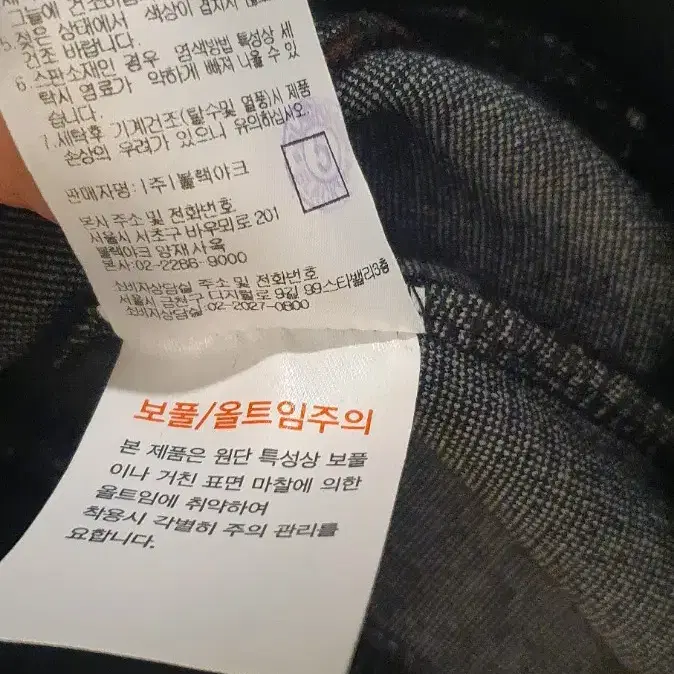 그늘에 건조하
5. 젖은 상태에서 색상이 
건조 바랍니다.
6. 스판소재인 경우 염색방법 특성상 세
탁시 염료가 약하게 빠져 나올수 있
습니다.
7. 세탁후 기계건조(탈수및 열풍)시 제품
손상의 우려가 있으니 유의하십시오.
판매자명: (주)블랙야크
본사 주소 및 전화번호
서울시 서초구 바우뫼로 201
블랙야크 양재사옥
본사:02-2286-9000
소비자상담실 주소 및 전화번호
서울시 금천구 디지털로9길 99스타밸리3층
소비자상담실 02-2027-0800
보풀/올트임주의
본 제품은 원단 특성상 보풀
이나 거친 표면 마찰에 의한
올트임에 취약하여
착용시 각별히 주의 관리를
요합니다.